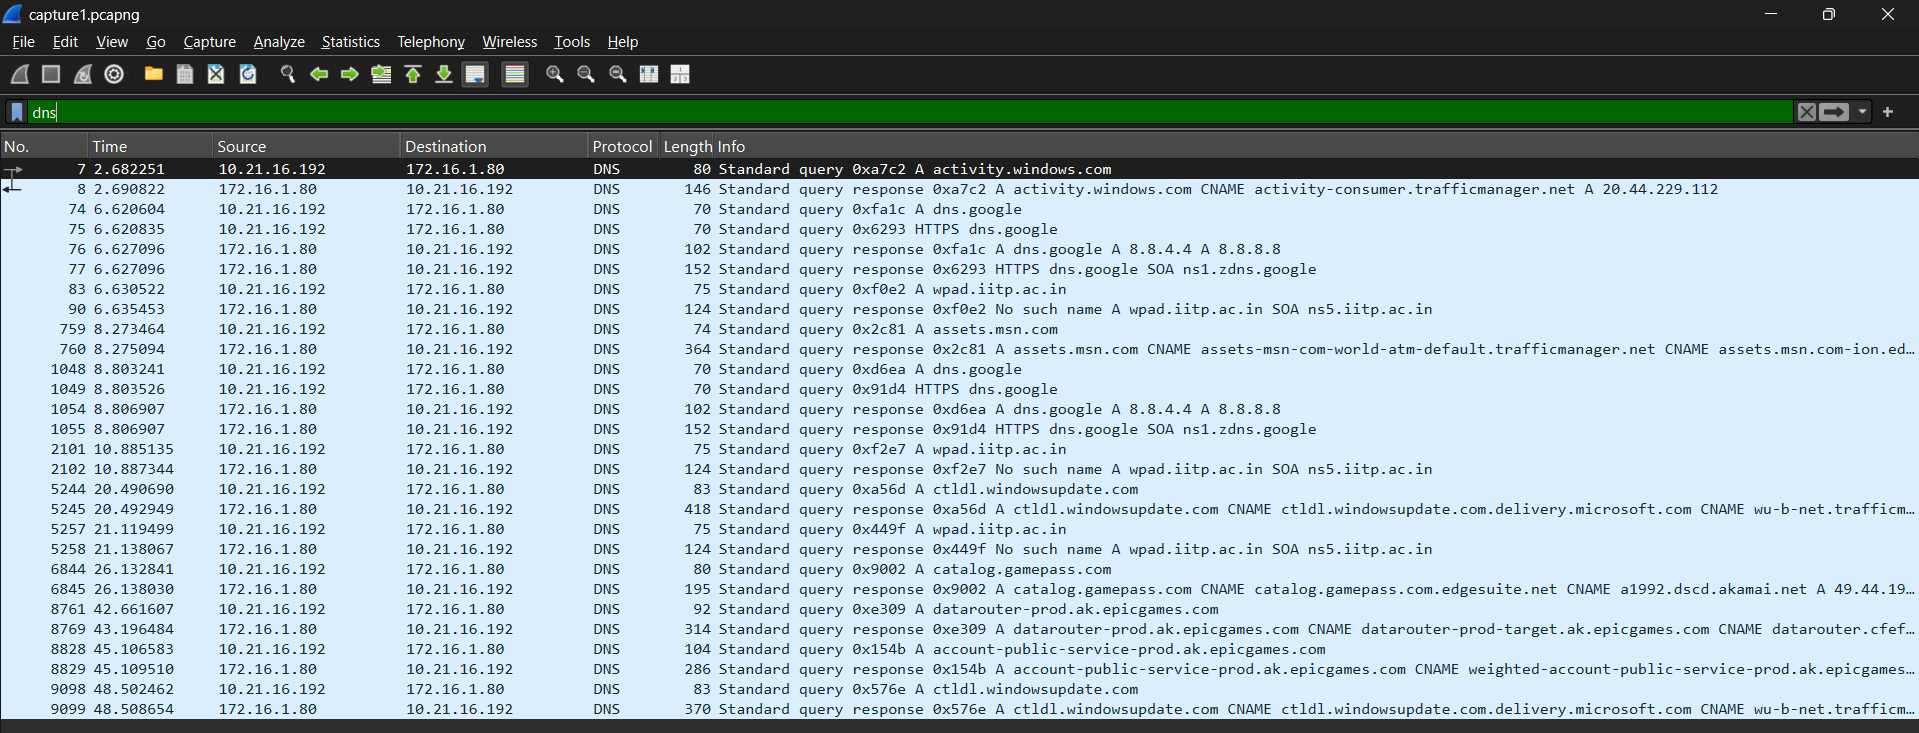 capture1.pcapng
File Edit View Go Capture Analyze Statistics Telephony Wireless Tools Help
dns
No. Time Source Destination Protocol Length Info
7 2.682251 10.21.16.192 172.16.1.80 DNS 80 Standard query 0xa7c2 A activity.windows.com
8 2.690822 172.16.1.80 10.21.16.192 DNS 146 Standard query response 0xa7c2 A activity.windows.com CNAME activity-consumer.trafficmanager.net A 20.44.229.112
74 6.620604 10.21.16.192 172.16.1.80 DNS 70 Standard query 0xfa1c A dns.google
75 6.620835 10.21.16.192 172.16.1.80 DNS 70 Standard query 0x6293 HTTPS dns.google
76 6.627096 172.16.1.80 10.21.16.192 DNS 102 Standard query response 0xfa1c A dns.google A 8.8.4.4 A 8.8.8.8
77 6.627096 172.16.1.80 10.21.16.192 DNS 152 Standard query response 0x6293 HTTPS dns.google SOA ns1.zdns.google
83 6.630522 10.21.16.192 172.16.1.80 DNS 75 Standard query 0xf0e2 A wpad.iitp.ac.in
90 6.635453 172.16.1.80 10.21.16.192 DNS 124 Standard query response 0xf0e2 No such name A wpad.iitp.ac.in SOA ns5.iitp.ac.in
759 8.273464 10.21.16.192 172.16.1.80 DNS 74 Standard query 0x2c81 A assets.msn.com
760 8.275094 172.16.1.80 10.21.16.192 DNS 364 Standard query response 0x2c81 A assets.msn.com CNAME assets-msn-com-world-atm-default.trafficmanager.net CNAME assets.msn.com-ion.ed…
1048 8.803241 10.21.16.192 172.16.1.80 DNS 70 Standard query 0xd6ea A dns.google
1049 8.803526 10.21.16.192 172.16.1.80 DNS 70 Standard query 0x91d4 HTTPS dns.google
1054 8.806907 172.16.1.80 10.21.16.192 DNS 102 Standard query response 0xd6ea A dns.google A 8.8.4.4 A 8.8.8.8
1055 8.806907 172.16.1.80 10.21.16.192 DNS 152 Standard query response 0x91d4 HTTPS dns.google SOA ns1.zdns.google
2101 10.885135 10.21.16.192 172.16.1.80 DNS 75 Standard query 0xf2e7 A wpad.iitp.ac.in
2102 10.887344 172.16.1.80 10.21.16.192 DNS 124 Standard query response 0xf2e7 No such name A wpad.iitp.ac.in SOA ns5.iitp.ac.in
5244 20.490690 10.21.16.192 172.16.1.80 DNS 83 Standard query 0xa56d A ctldl.windowsupdate.com
5245 20.492949 172.16.1.80 10.21.16.192 DNS 418 Standard query response 0xa56d A ctldl.windowsupdate.com CNAME ctldl.windowsupdate.com.delivery.microsoft.com CNAME wu-b-net.trafficm…
5257 21.119499 10.21.16.192 172.16.1.80 DNS 75 Standard query 0x449f A wpad.iitp.ac.in
5258 21.138067 172.16.1.80 10.21.16.192 DNS 124 Standard query response 0x449f No such name A wpad.iitp.ac.in SOA ns5.iitp.ac.in
6844 26.132841 10.21.16.192 172.16.1.80 DNS 80 Standard query 0x9002 A catalog.gamepass.com
6845 26.138030 172.16.1.80 10.21.16.192 DNS 195 Standard query response 0x9002 A catalog.gamepass.com CNAME catalog.gamepass.com.edgesuite.net CNAME a1992.dscd.akamai.net A 49.44.19…
8761 42.661607 10.21.16.192 172.16.1.80 DNS 92 Standard query 0xe309 A datarouter-prod.ak.epicgames.com
8769 43.196484 172.16.1.80 10.21.16.192 DNS 314 Standard query response 0xe309 A datarouter-prod.ak.epicgames.com CNAME datarouter-prod-target.ak.epicgames.com CNAME datarouter.cfef…
8828 45.106583 10.21.16.192 172.16.1.80 DNS 104 Standard query 0x154b A account-public-service-prod.ak.epicgames.com
8829 45.109510 172.16.1.80 10.21.16.192 DNS 286 Standard query response 0x154b A account-public-service-prod.ak.epicgames.com CNAME weighted-account-public-service-prod.ak.epicgames…
9098 48.502462 10.21.16.192 172.16.1.80 DNS 83 Standard query 0x576e A ctldl.windowsupdate.com
9099 48.508654 172.16.1.80 10.21.16.192 DNS 370 Standard query response 0x576e A ctldl.windowsupdate.com CNAME ctldl.windowsupdate.com.delivery.microsoft.com CNAME wu-b-net.trafficm…